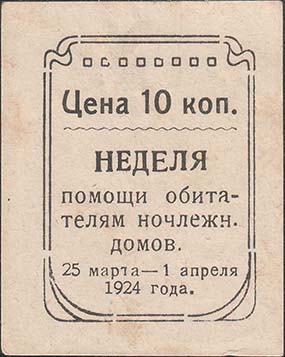 Цена 10 коп.
НЕДЕЛЯ
помощи обита-
телям ночлежн.
домов.
25 марта—1 апреля
1924 года.